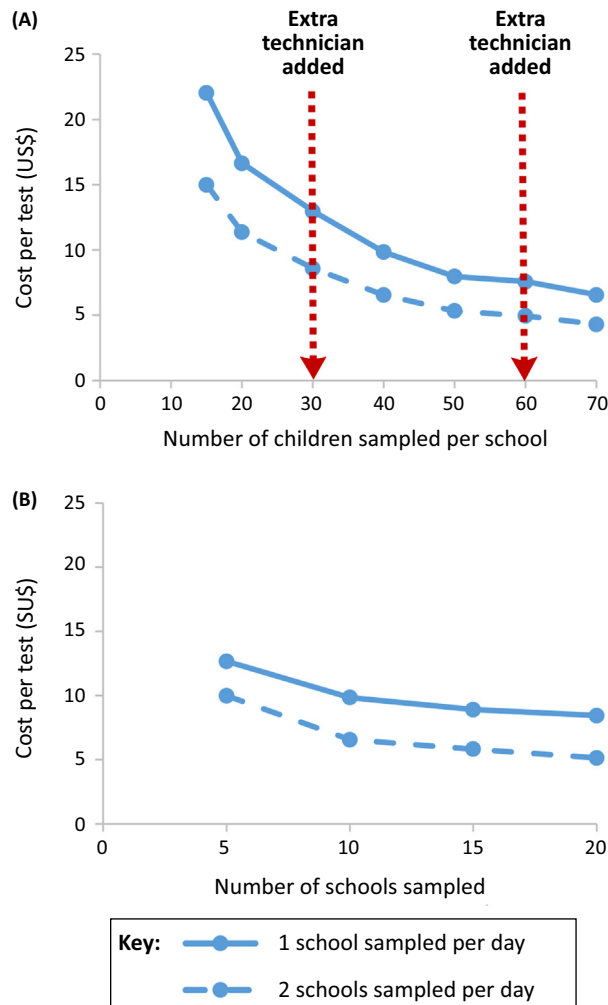 (A)
Extra
technician
added
Extra
technician
added
25
20
15
10
5
0
Cost per test (US$)
0 10 20 30 40 50 60 70
Number of children sampled per school
(B)
25
20
15
10
5
0
Cost per test (SU$)
0 5 10 15 20
Number of schools sampled
Key: 1 school sampled per day
2 schools sampled per day